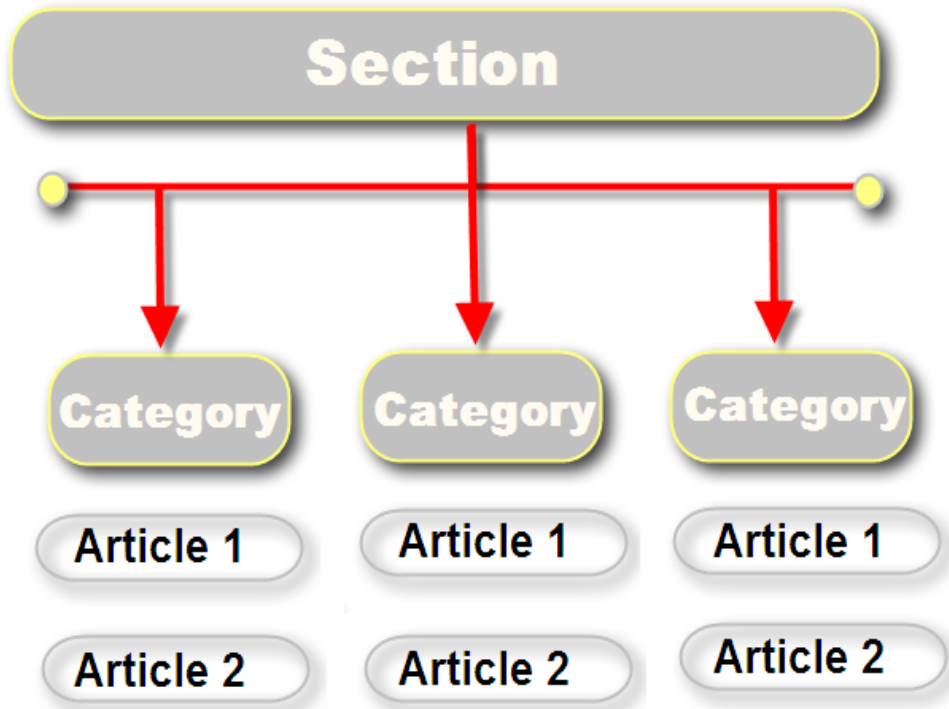 Section
Category Category Category
Article 1 Article 1 Article 1
Article 2 Article 2 Article 2